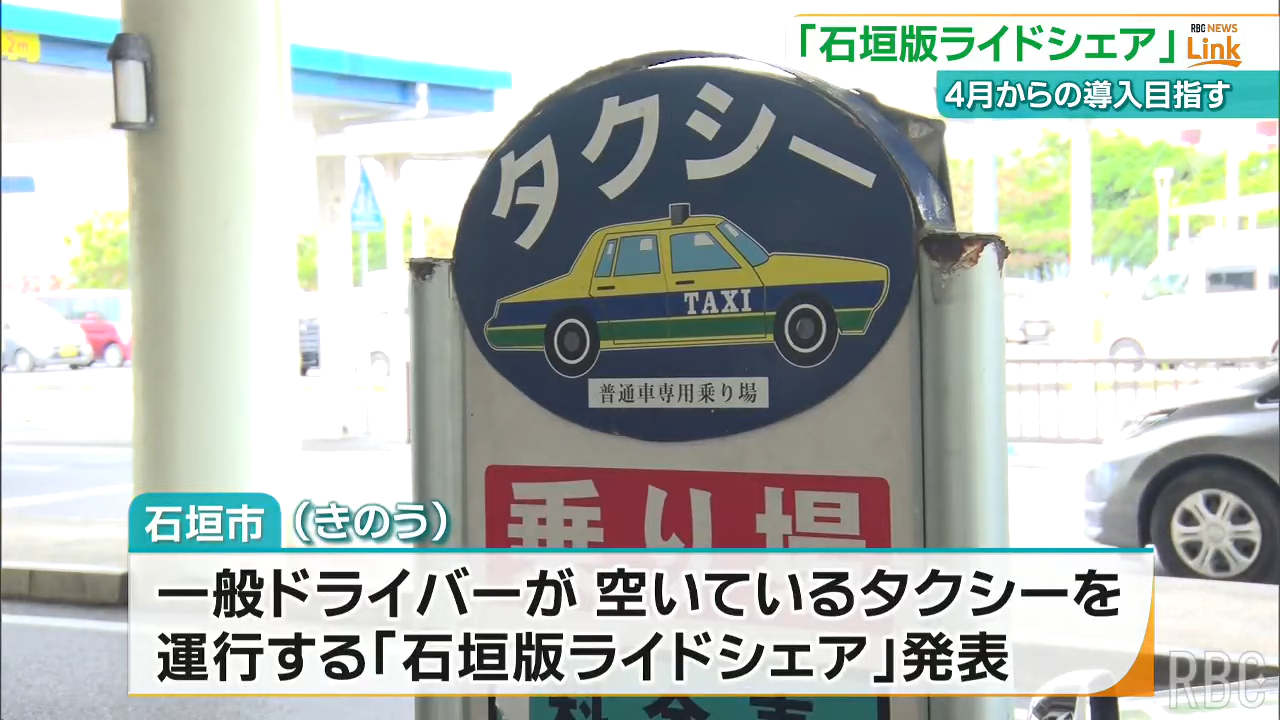 「石垣版ライドシェア」
RBC NEWS
Link
4月からの導入目指す
2m
タクシー
TAXI
普通車専用乗り場
乗り場
石垣市
(きのう)
一般ドライバーが 空いているタクシーを
運行する「石垣版ライドシェア」発表
RBC